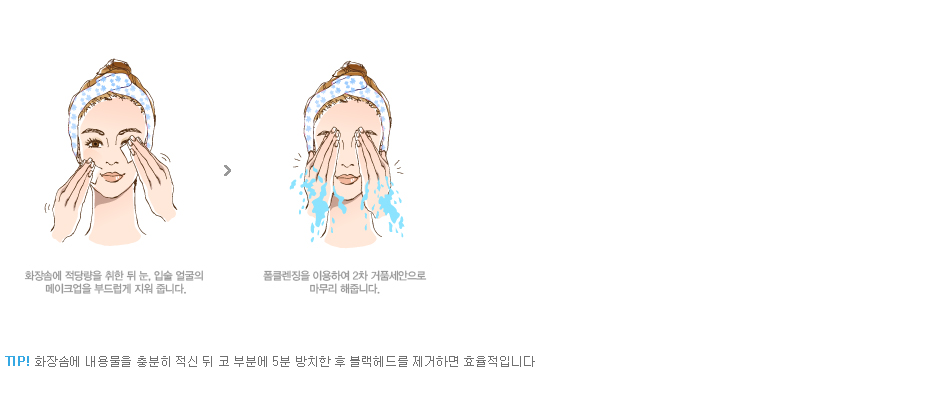 화장솜에 적당량을 취한 뒤 눈, 입술 얼굴의
메이크업을 부드럽게 지워 줍니다.
폼클렌징을 이용하여 2차 거품세안으로
마무리 해줍니다.
TIP! 화장솜에 내용물을 충분히 적신 뒤 코 부분에 5분 방치한 후 블랙헤드를 제거하면 효율적입니다